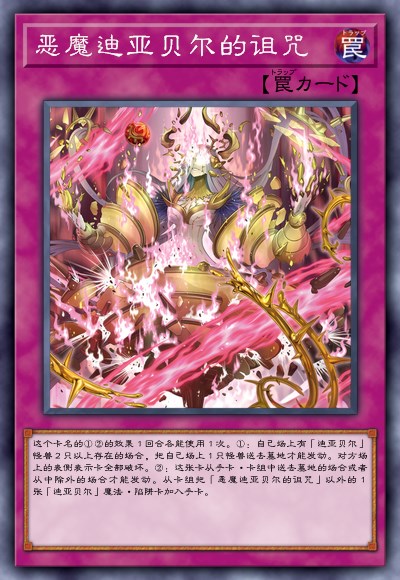 恶魔迪亚贝尔的诅咒
トラップ
罠
トラップ
【罠カード】
这个卡名的①②的效果1回合各能使用1次。①：自己场上有「迪亚贝尔」
怪兽2只以上存在的场合，把自己场上1只怪兽送去墓地才能发动。对方场
上的表侧表示卡全部破坏。②：这张卡从手卡·卡组中送去墓地的场合或者
从中除外的场合才能发动。从卡组把「恶魔迪亚贝尔的诅咒」以外的1
张「迪亚贝尔」魔法·陷阱卡加入手卡。